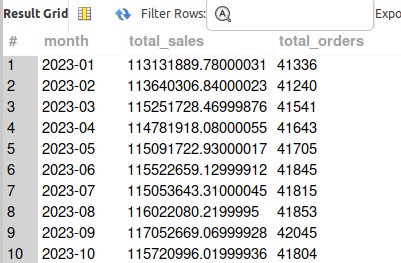 Result Grid Filter Rows: Expo
# month total_sales total_orders
1 2023-01 113131889.78000031 41336
2 2023-02 113640306.84000023 41240
3 2023-03 115251728.46999876 41541
4 2023-04 114781918.08000055 41643
5 2023-05 115091722.93000017 41705
6 2023-06 115522659.12999912 41845
7 2023-07 115053643.31000045 41815
8 2023-08 116022080.2199995 41853
9 2023-09 117052669.06999928 42045
10 2023-10 115720996.01999936 41804